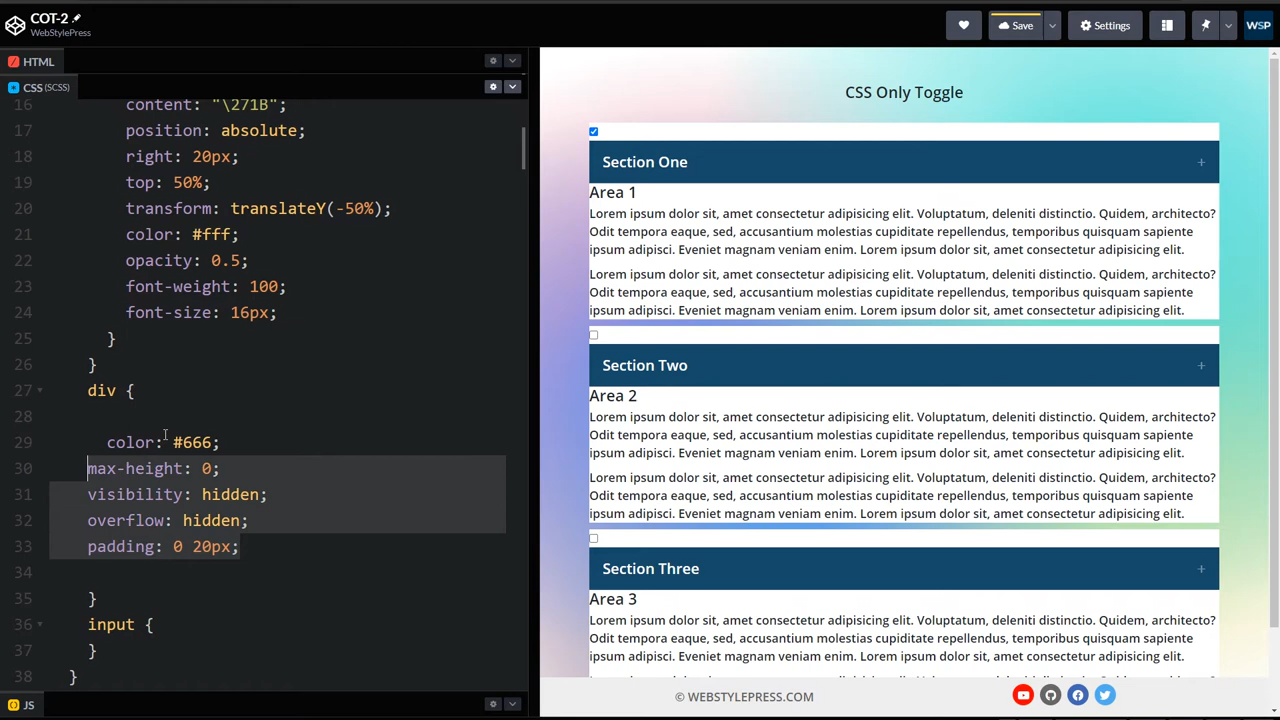 COT-2
WebStylePress
Save
Settings
WSP
HTML
CSS (SCSS)
16 content: "\271B";
17 position: absolute;
18 right: 20px;
19 top: 50%;
20 transform: translateY(-50%);
21 color: #fff;
22 opacity: 0.5;
23 font-weight: 100;
24 font-size: 16px;
25 }
26 }
27 div {
28
29 color: #666;
30 max-height: 0;
31 visibility: hidden;
32 overflow: hidden;
33 padding: 0 20px;
34
35 }
36 input {
37 }
38 }
JS
CSS Only Toggle
Section One +
Area 1
Lorem ipsum dolor sit, amet consectetur adipisicing elit. Voluptatum, deleniti distinctio. Quidem, architecto?
Odit tempora eaque, sed, accusantium molestias cupiditate repellendus, temporibus quisquam sapiente
ipsum adipisci. Eveniet magnam veniam enim. Lorem ipsum dolor sit, amet consectetur adipisicing elit.
Lorem ipsum dolor sit, amet consectetur adipisicing elit. Voluptatum, deleniti distinctio. Quidem, architecto?
Odit tempora eaque, sed, accusantium molestias cupiditate repellendus, temporibus quisquam sapiente
ipsum adipisci. Eveniet magnam veniam enim. Lorem ipsum dolor sit, amet consectetur adipisicing elit.
Section Two +
Area 2
Lorem ipsum dolor sit, amet consectetur adipisicing elit. Voluptatum, deleniti distinctio. Quidem, architecto?
Odit tempora eaque, sed, accusantium molestias cupiditate repellendus, temporibus quisquam sapiente
ipsum adipisci. Eveniet magnam veniam enim. Lorem ipsum dolor sit, amet consectetur adipisicing elit.
Lorem ipsum dolor sit, amet consectetur adipisicing elit. Voluptatum, deleniti distinctio. Quidem, architecto?
Odit tempora eaque, sed, accusantium molestias cupiditate repellendus, temporibus quisquam sapiente
ipsum adipisci. Eveniet magnam veniam enim. Lorem ipsum dolor sit, amet consectetur adipisicing elit.
Section Three +
Area 3
Lorem ipsum dolor sit, amet consectetur adipisicing elit. Voluptatum, deleniti distinctio. Quidem, architecto?
Odit tempora eaque, sed, accusantium molestias cupiditate repellendus, temporibus quisquam sapiente
ipsum adipisci. Eveniet magnam veniam enim. Lorem ipsum dolor sit, amet consectetur adipisicing elit.
© WEBSTYLEPRESS.COM